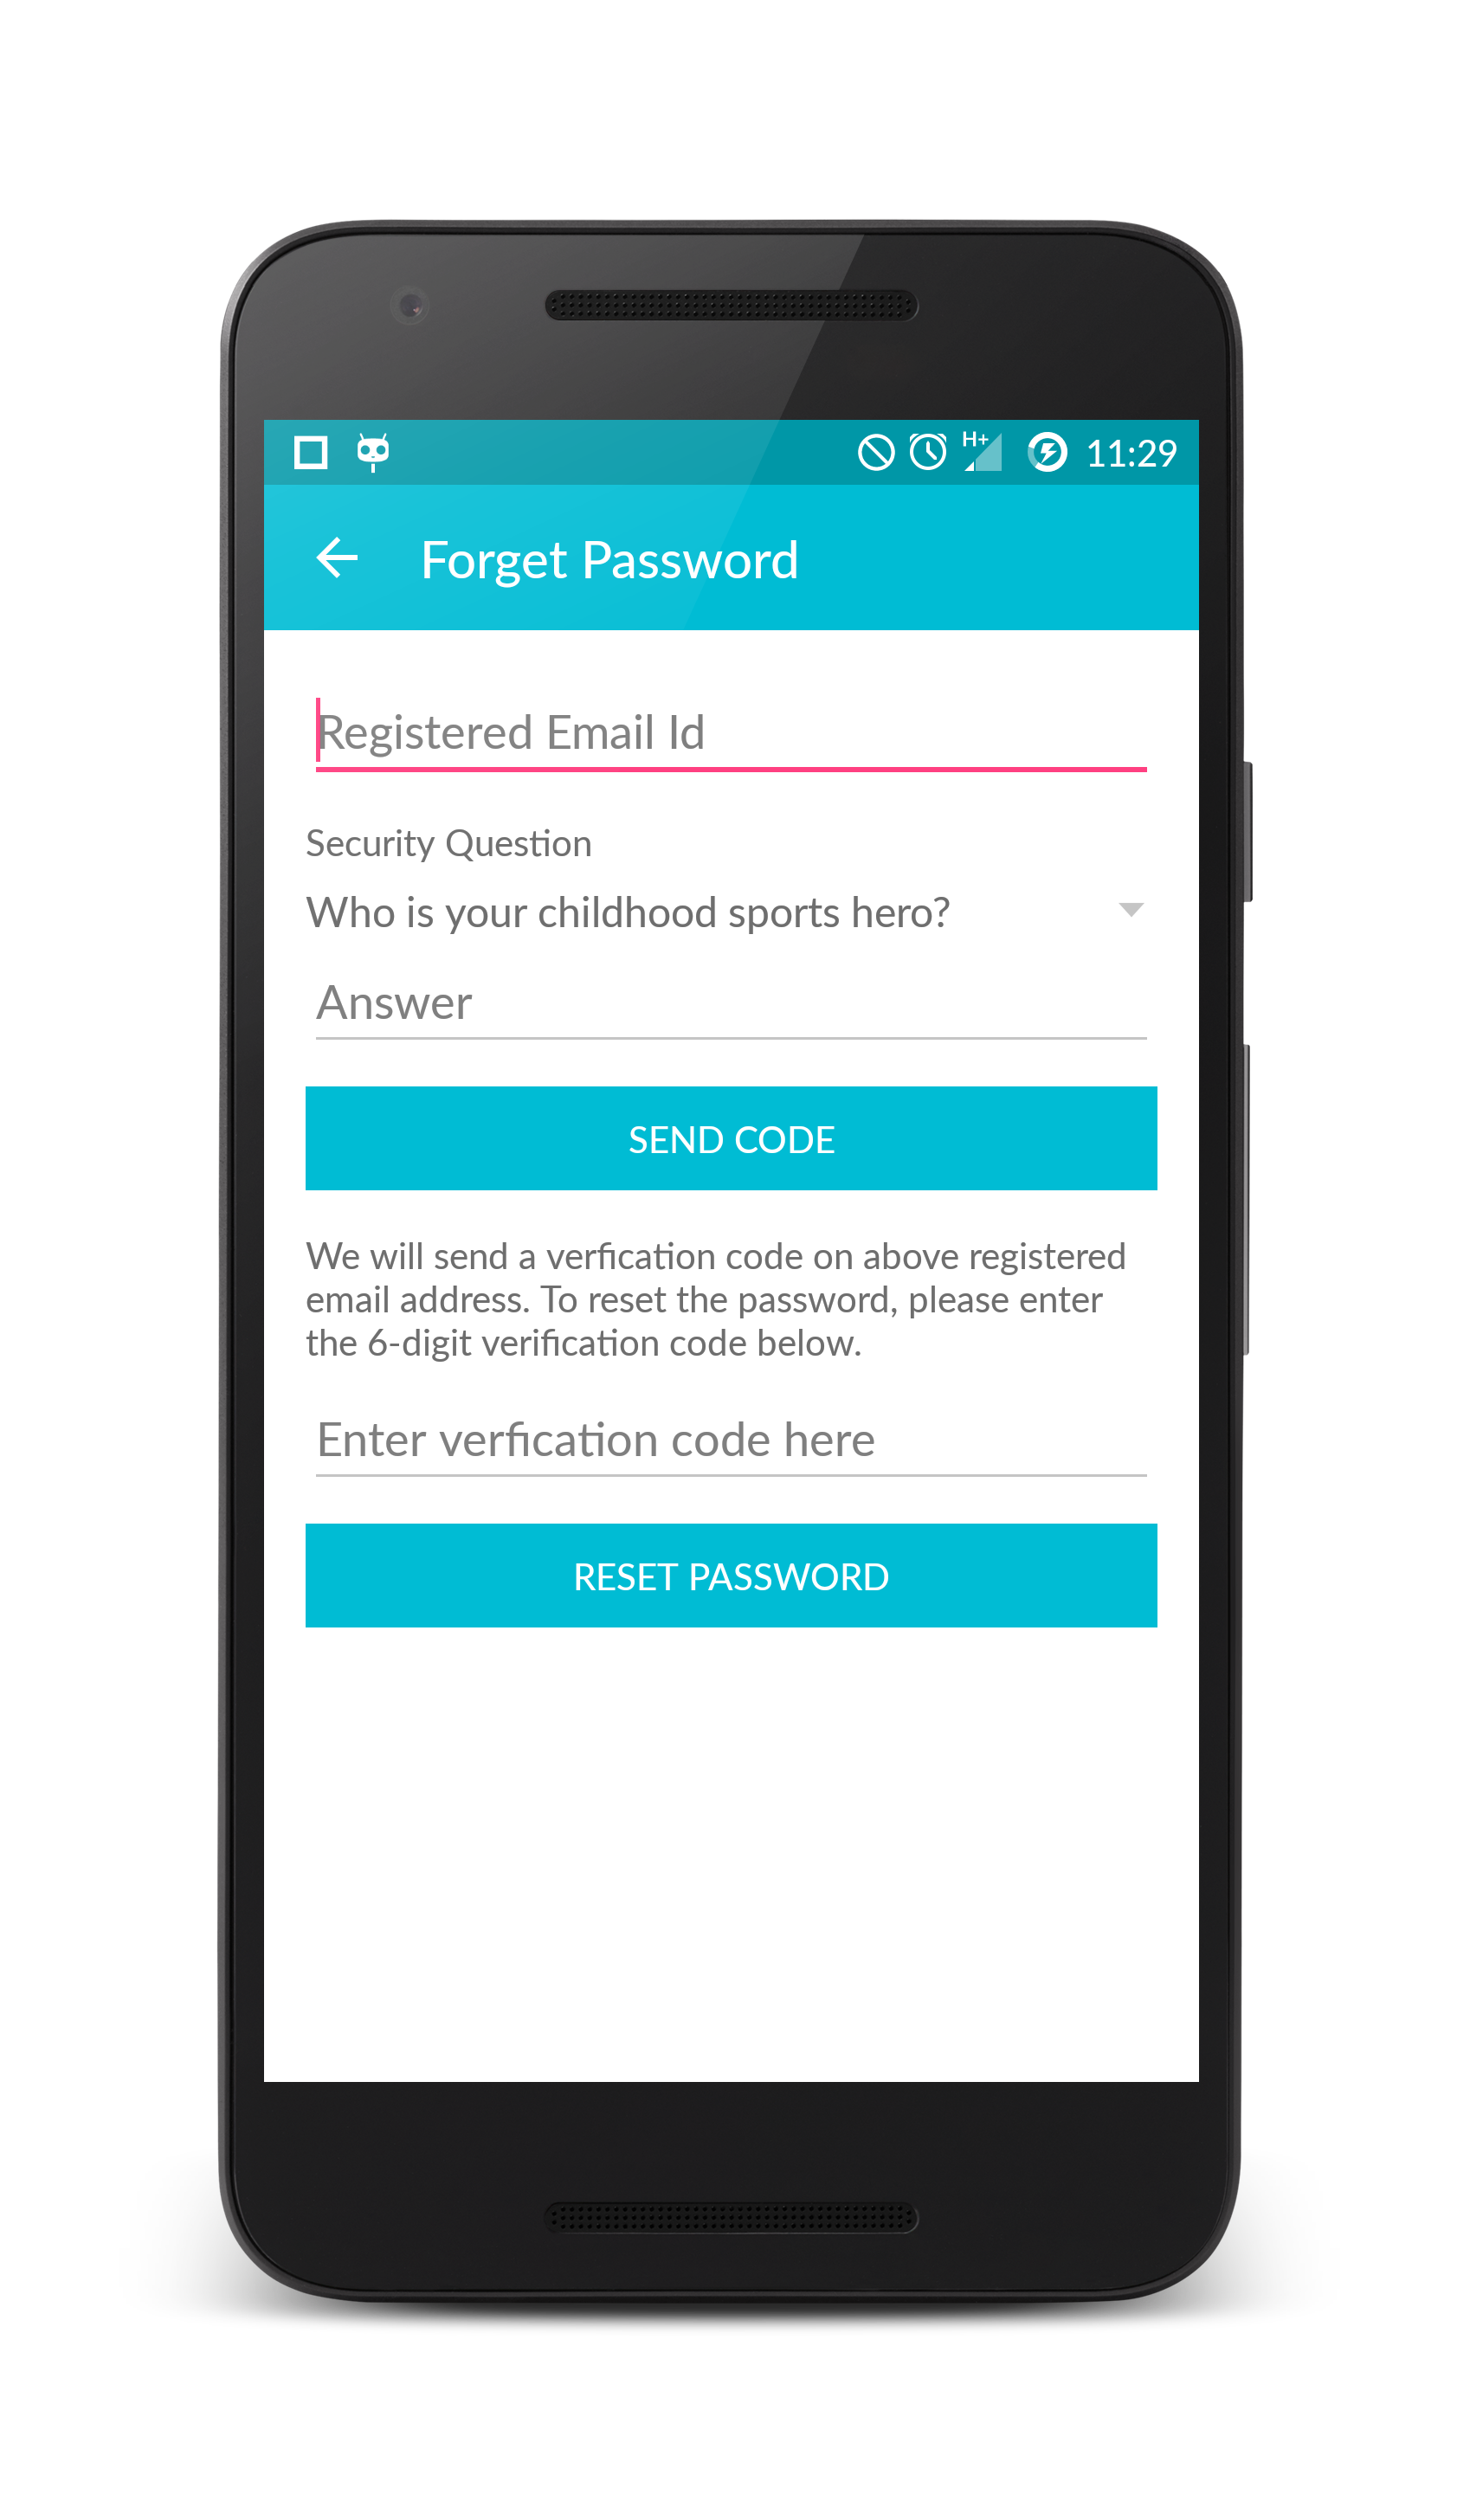 H+ 11:29
Forget Password
Registered Email Id
Security Question
Who is your childhood sports hero?
Answer
SEND CODE
We will send a verfication code on above registered
email address. To reset the password, please enter
the 6-digit verification code below.
Enter verfication code here
RESET PASSWORD